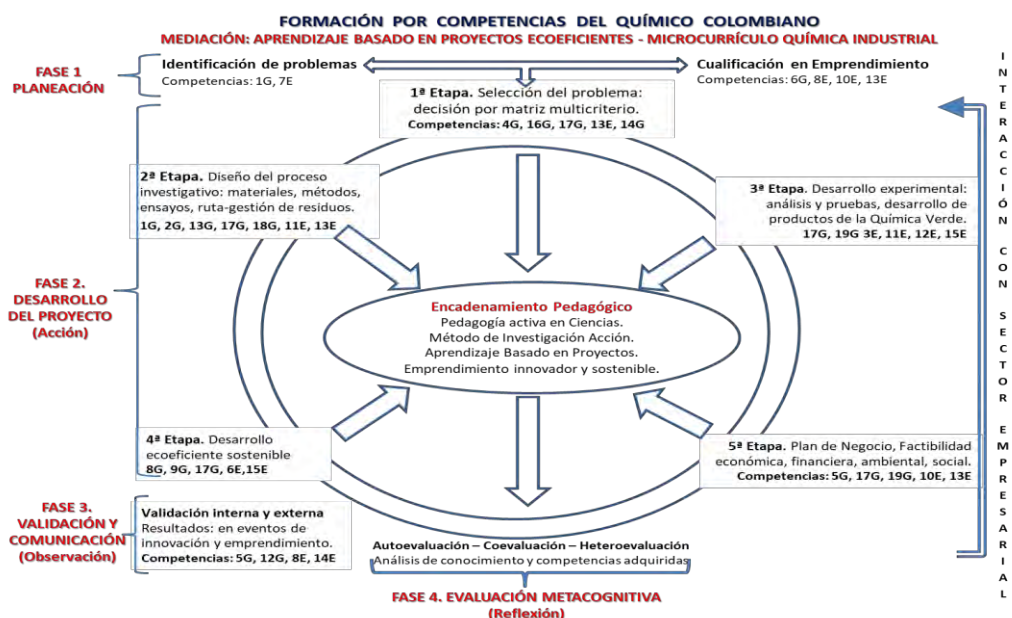 FORMACIÓN POR COMPETENCIAS DEL QUÍMICO COLOMBIANO
MEDIACIÓN: APRENDIZAJE BASADO EN PROYECTOS ECOEFICIENTES - MICROCURRÍCULO QUÍMICA INDUSTRIAL
FASE 1
PLANEACIÓN
Identificación de problemas
Competencias: 1G, 7E
Cualificación en Emprendimiento
Competencias: 6G, 8E, 10E, 13E
1ª Etapa. Selección del problema:
decisión por matriz multicriterio.
Competencias: 4G, 16G, 17G, 13E, 14G
2ª Etapa. Diseño del proceso
investigativo: materiales, métodos,
ensayos, ruta-gestión de residuos.
1G, 2G, 13G, 17G, 18G, 11E, 13E
3ª Etapa. Desarrollo experimental:
análisis y pruebas, desarrollo de
productos de la Química Verde.
17G, 19G 3E, 11E, 12E, 15E
FASE 2.
DESARROLLO
DEL PROYECTO
(Acción)
Encadenamiento Pedagógico
Pedagogía activa en Ciencias.
Método de Investigación Acción.
Aprendizaje Basado en Proyectos.
Emprendimiento innovador y sostenible.
4ª Etapa. Desarrollo
ecoeficiente sostenible
8G, 9G, 17G, 6E,15E
5ª Etapa. Plan de Negocio, Factibilidad
económica, financiera, ambiental, social.
Competencias: 5G, 17G, 19G, 10E, 13E
FASE 3.
VALIDACIÓN Y
COMUNICACIÓN
(Observación)
Validación interna y externa
Resultados: en eventos de
innovación y emprendimiento.
Competencias: 5G, 12G, 8E, 14E
Autoevaluación – Coevaluación – Heteroevaluación
Análisis de conocimiento y competencias adquiridas
FASE 4. EVALUACIÓN METACOGNITIVA
(Reflexión)
INTERACCIÓN CON SECTOR EMPRESARIAL